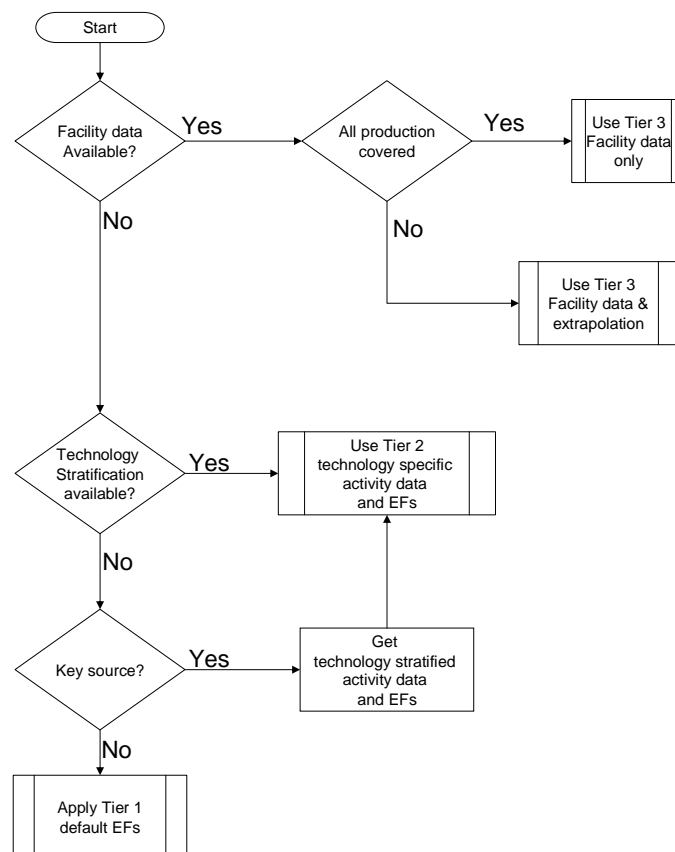 Start
Facility data
Available?
Yes
All production
covered
Yes
Use Tier 3
Facility data
only
No
No
Use Tier 3
Facility data &
extrapolation
Technology
Stratification
available?
Yes
Use Tier 2
technology specific
activity data
and EFs
No
Key source?
Yes
Get
technology stratified
activity data
and EFs
No
Apply Tier 1
default EFs